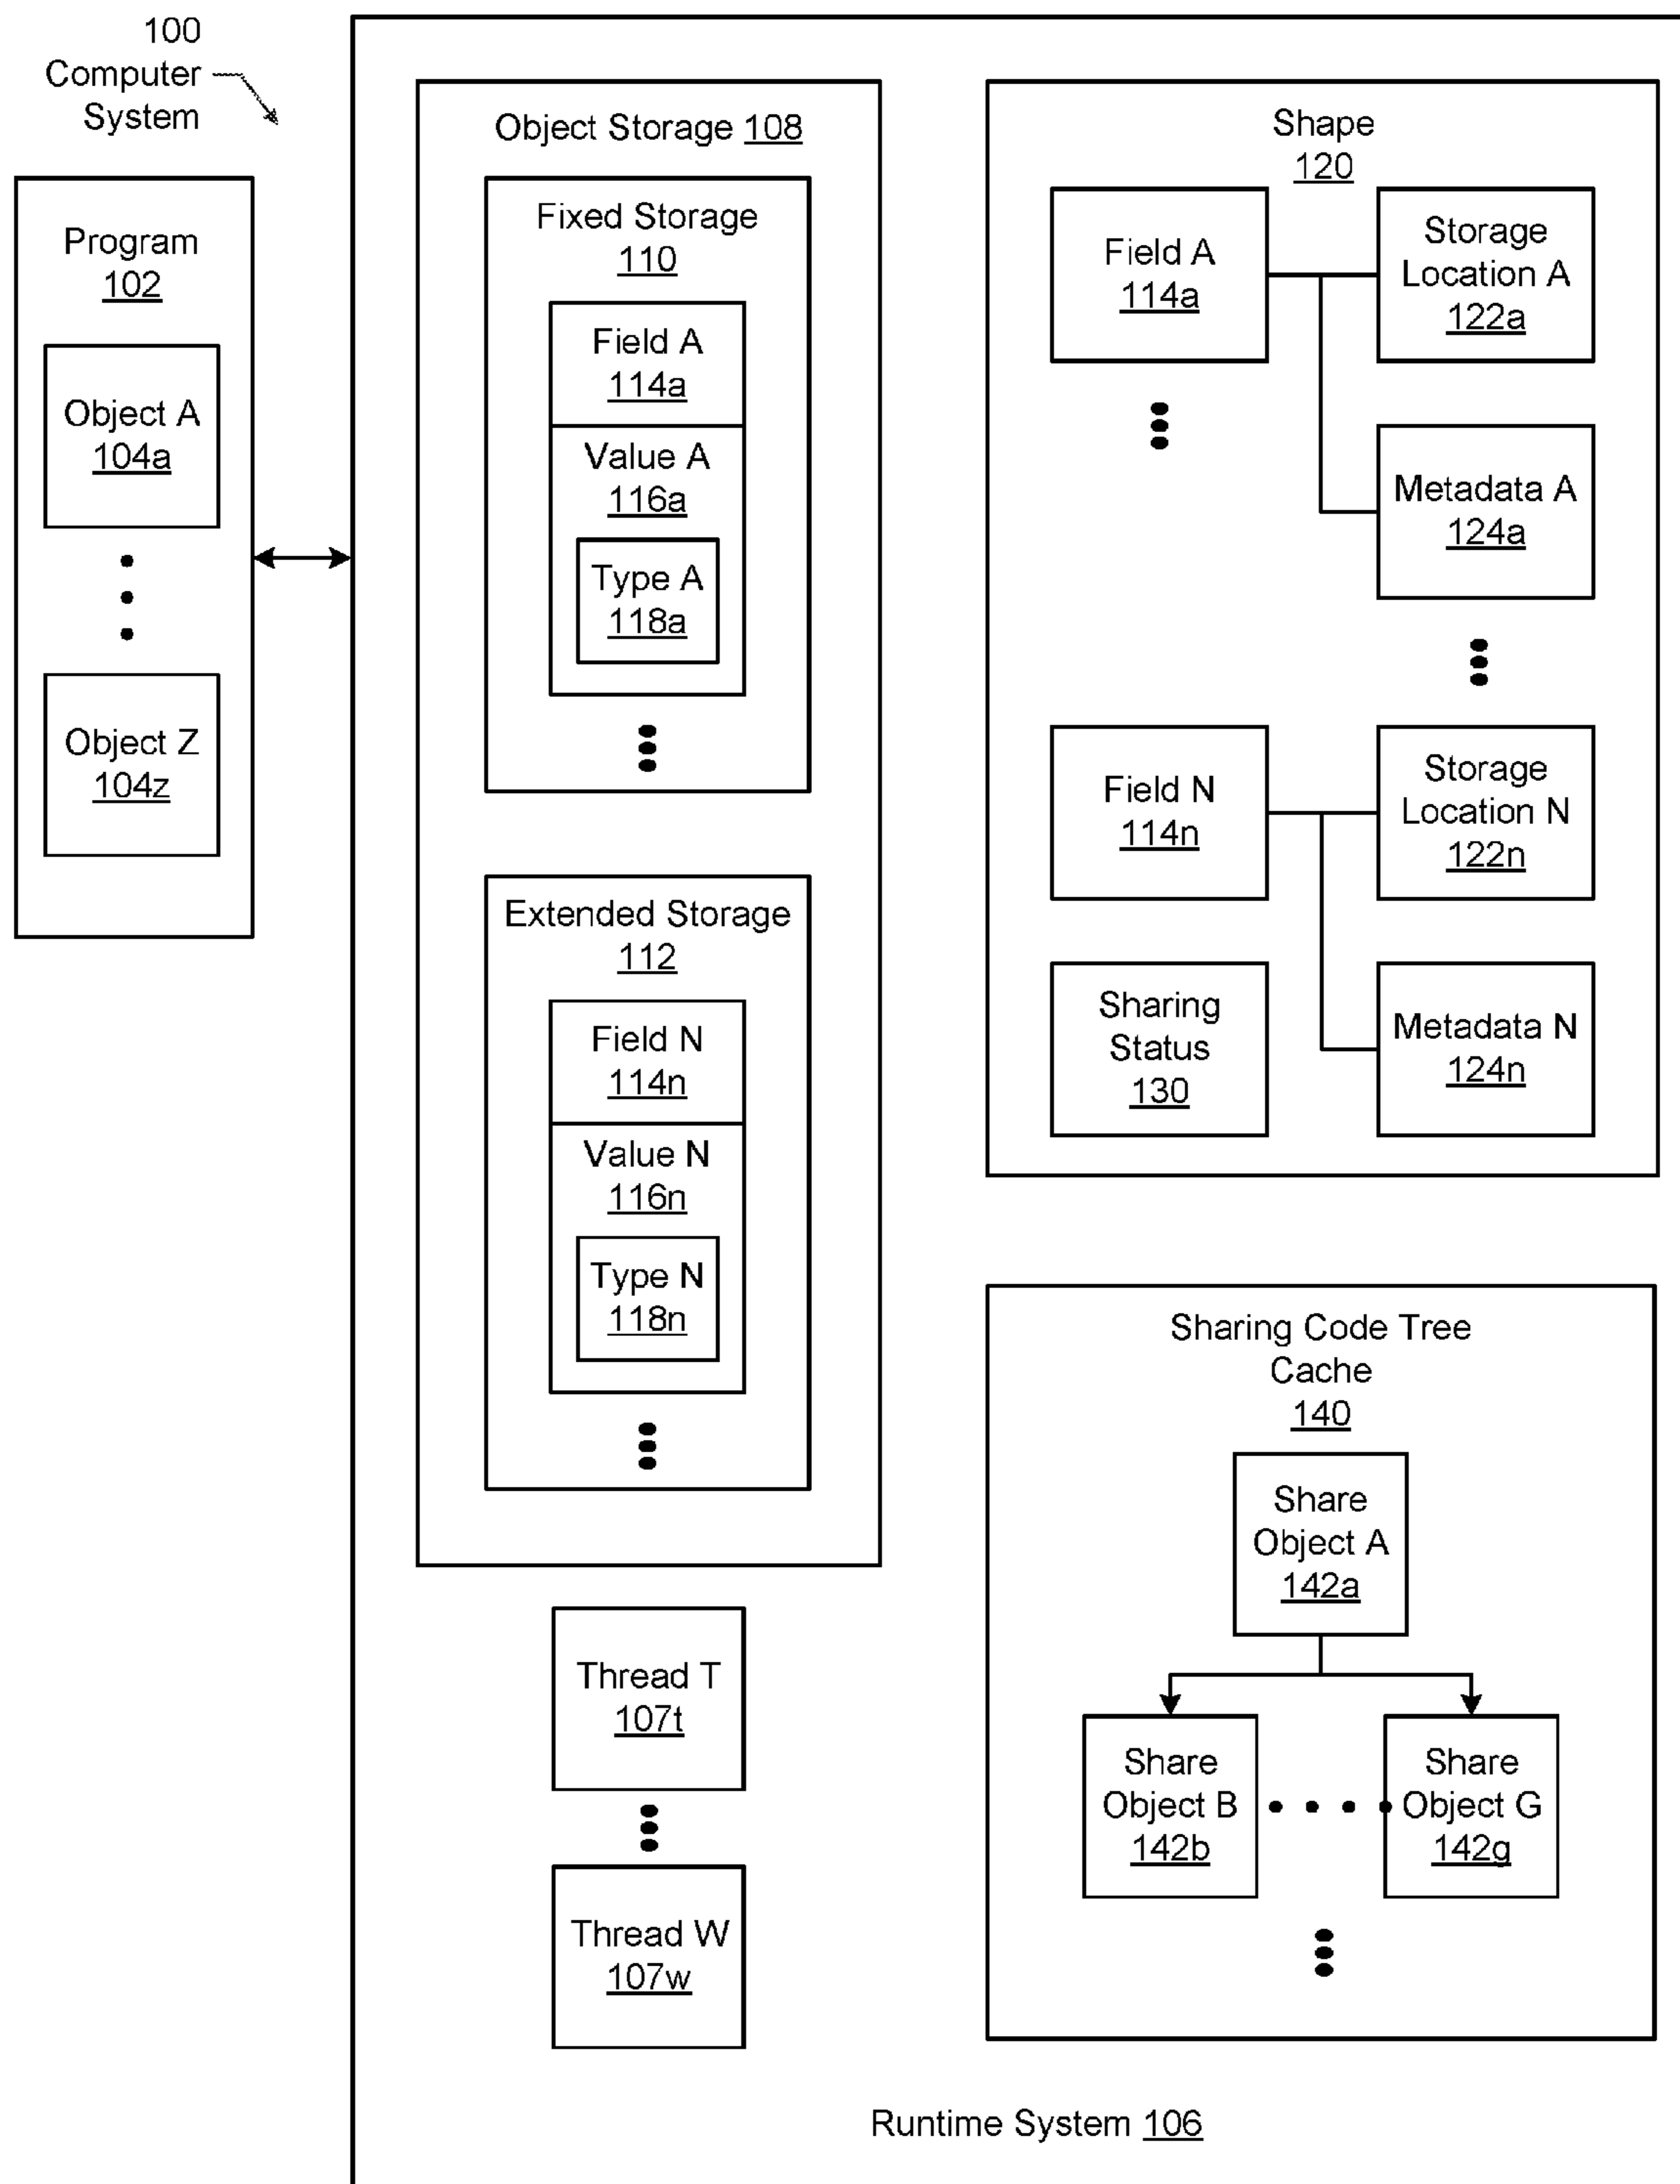 100
Computer
System
Program
102
Object A
104a
Object Z
104z
Object Storage 108
Fixed Storage
110
Field A
114a
Value A
116a
Type A
118a
Extended Storage
112
Field N
114n
Value N
116n
Type N
118n
Thread T
107t
Thread W
107w
Shape
120
Field A
114a
Storage
Location A
122a
Metadata A
124a
Field N
114n
Storage
Location N
122n
Sharing
Status
130
Metadata N
124n
Sharing Code Tree
Cache
140
Share
Object A
142a
Share
Object B
142b
Share
Object G
142g
Runtime System 106